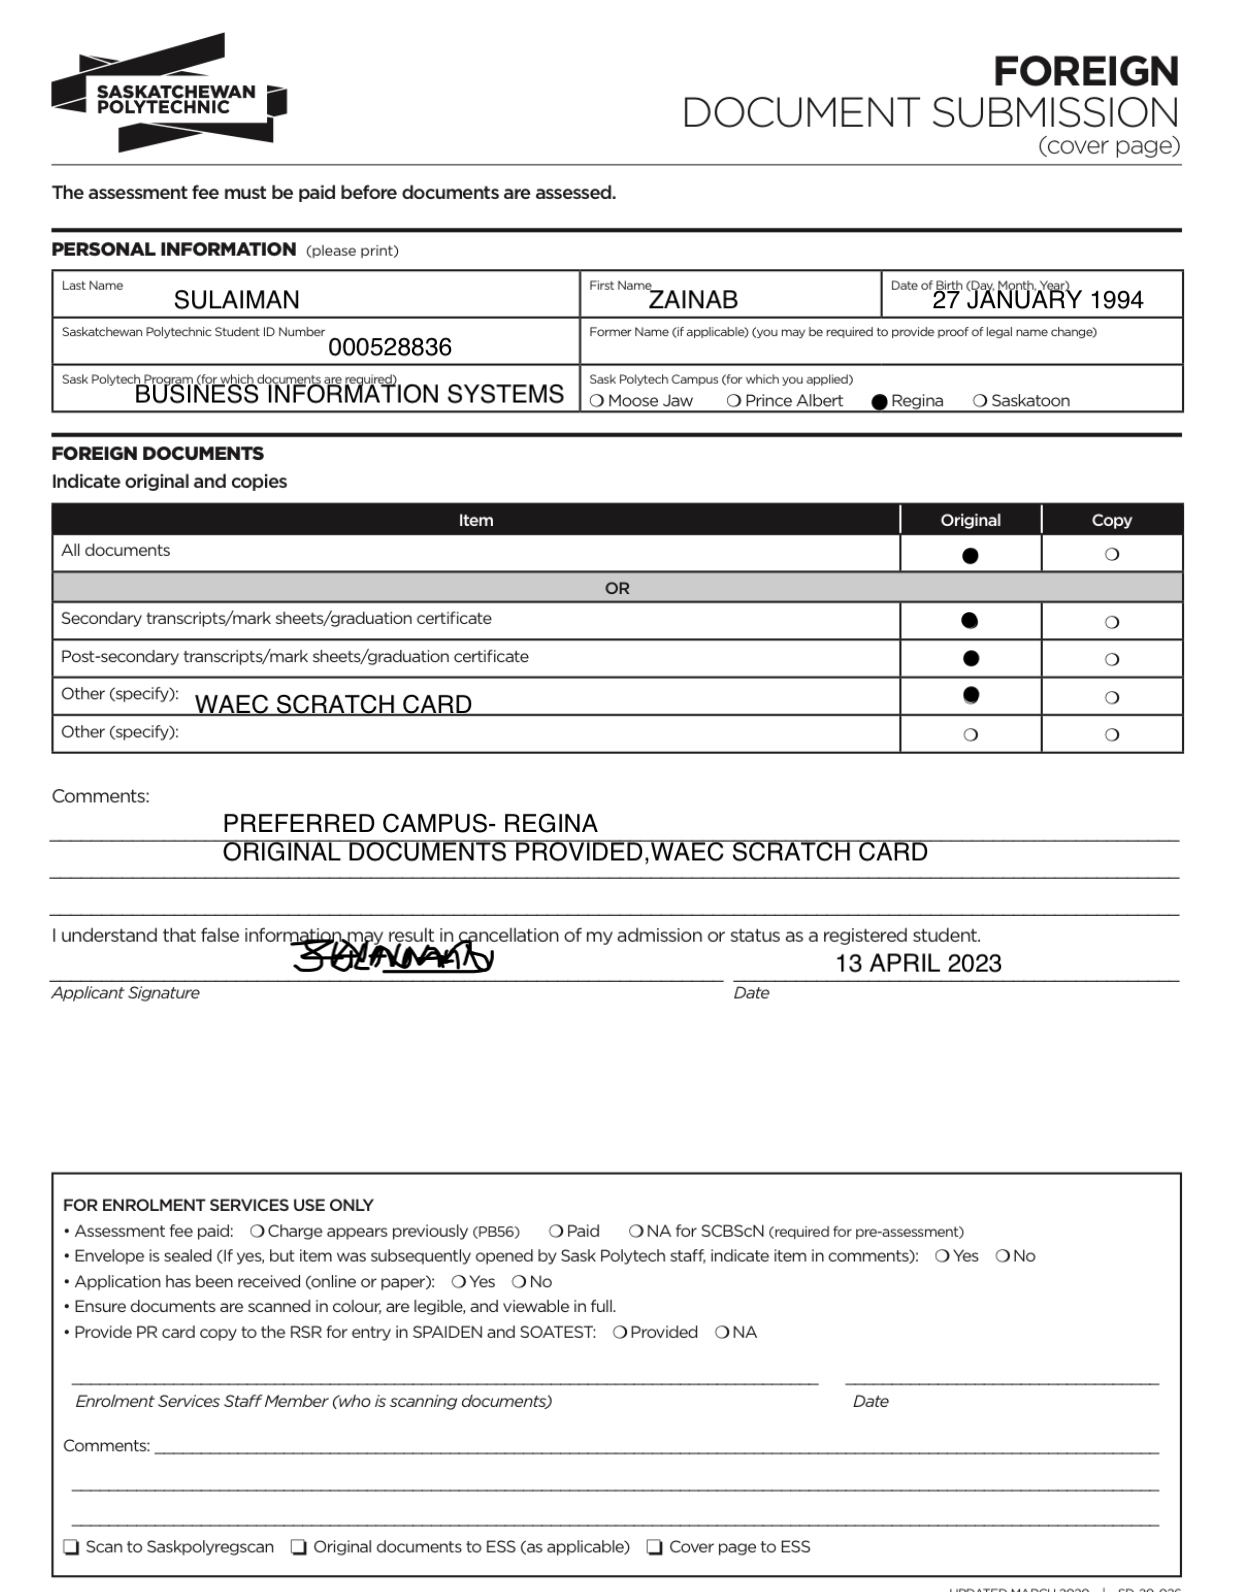 SASKATCHEWAN
POLYTECHNIC
FOREIGN
DOCUMENT SUBMISSION
(cover page)
The assessment fee must be paid before documents are assessed.
PERSONAL INFORMATION (please print)
Last Name SULAIMAN First Name ZAINAB Date of Birth (Day, Month, Year) 27 JANUARY 1994
Saskatchewan Polytechnic Student ID Number 000528836 Former Name (if applicable) (you may be required to provide proof of legal name change)
Sask Polytech Program (for which documents are required) BUSINESS INFORMATION SYSTEMS Sask Polytech Campus (for which you applied)
Moose Jaw Prince Albert Regina Saskatoon
FOREIGN DOCUMENTS
Indicate original and copies
Item Original Copy
All documents
OR
Secondary transcripts/mark sheets/graduation certificate
Post-secondary transcripts/mark sheets/graduation certificate
Other (specify): WAEC SCRATCH CARD
Other (specify):
Comments:
PREFERRED CAMPUS- REGINA
ORIGINAL DOCUMENTS PROVIDED,WAEC SCRATCH CARD
I understand that false information may result in cancellation of my admission or status as a registered student.
13 APRIL 2023
Applicant Signature Date
FOR ENROLMENT SERVICES USE ONLY
• Assessment fee paid: Charge appears previously (PB56) Paid NA for SCBScN (required for pre-assessment)
• Envelope is sealed (If yes, but item was subsequently opened by Sask Polytech staff, indicate item in comments): Yes No
• Application has been received (online or paper): Yes No
• Ensure documents are scanned in colour, are legible, and viewable in full.
• Provide PR card copy to the RSR for entry in SPAIDEN and SOATEST: Provided NA
Enrolment Services Staff Member (who is scanning documents) Date
Comments:
Scan to Saskpolyregscan Original documents to ESS (as applicable) Cover page to ESS